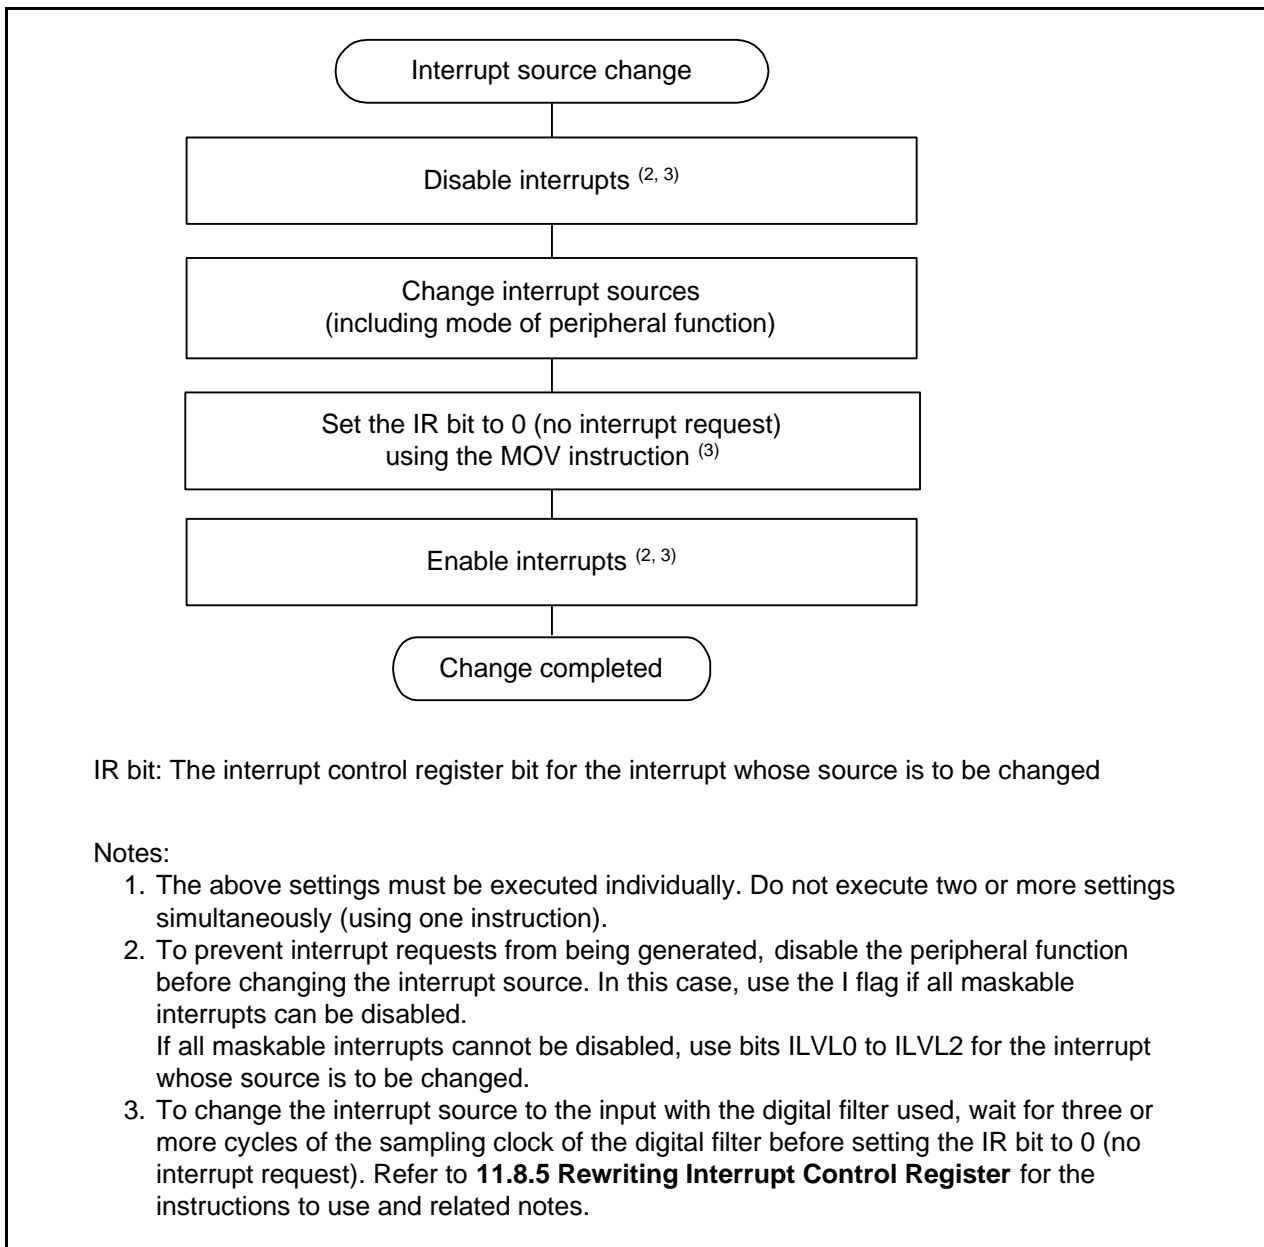 Interrupt source change
Disable interrupts (2, 3)
Change interrupt sources
(including mode of peripheral function)
Set the IR bit to 0 (no interrupt request)
using the MOV instruction (3)
Enable interrupts (2, 3)
Change completed
IR bit: The interrupt control register bit for the interrupt whose source is to be changed
Notes:
1. The above settings must be executed individually. Do not execute two or more settings
simultaneously (using one instruction).
2. To prevent interrupt requests from being generated, disable the peripheral function
before changing the interrupt source. In this case, use the I flag if all maskable
interrupts can be disabled.
If all maskable interrupts cannot be disabled, use bits ILVL0 to ILVL2 for the interrupt
whose source is to be changed.
3. To change the interrupt source to the input with the digital filter used, wait for three or
more cycles of the sampling clock of the digital filter before setting the IR bit to 0 (no
interrupt request). Refer to 11.8.5 Rewriting Interrupt Control Register for the
instructions to use and related notes.